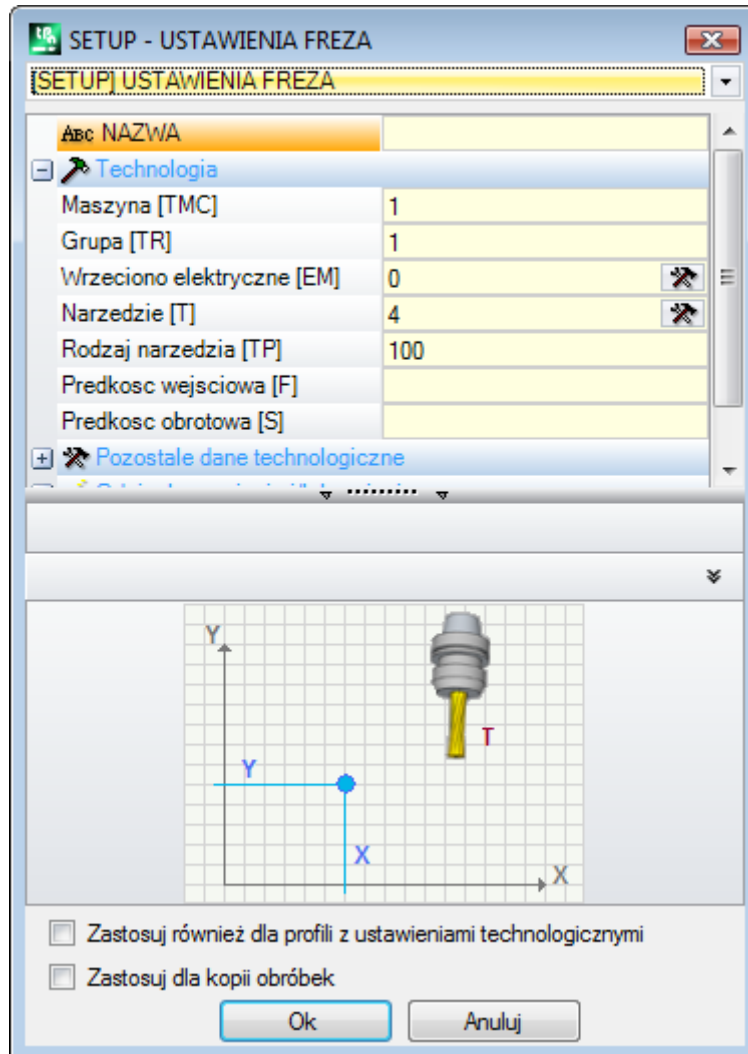 SETUP - USTAWIENIA FREZA
[SETUP] USTAWIENIA FREZA
ABC NAZWA
Technologia
Maszyna [TMC] 1
Grupa [TR] 1
Wrzeciono elektryczne [EM] 0
Narzedzie [T] 4
Rodzaj narzedzia [TP] 100
Predkosc wejsciowa [F]
Predkosc obrotowa [S]
Pozostale dane technologiczne
Y
T
Y
X
X
Zastosuj również dla profili z ustawieniami technologicznymi
Zastosuj dla kopii obróbek
Ok Anuluj